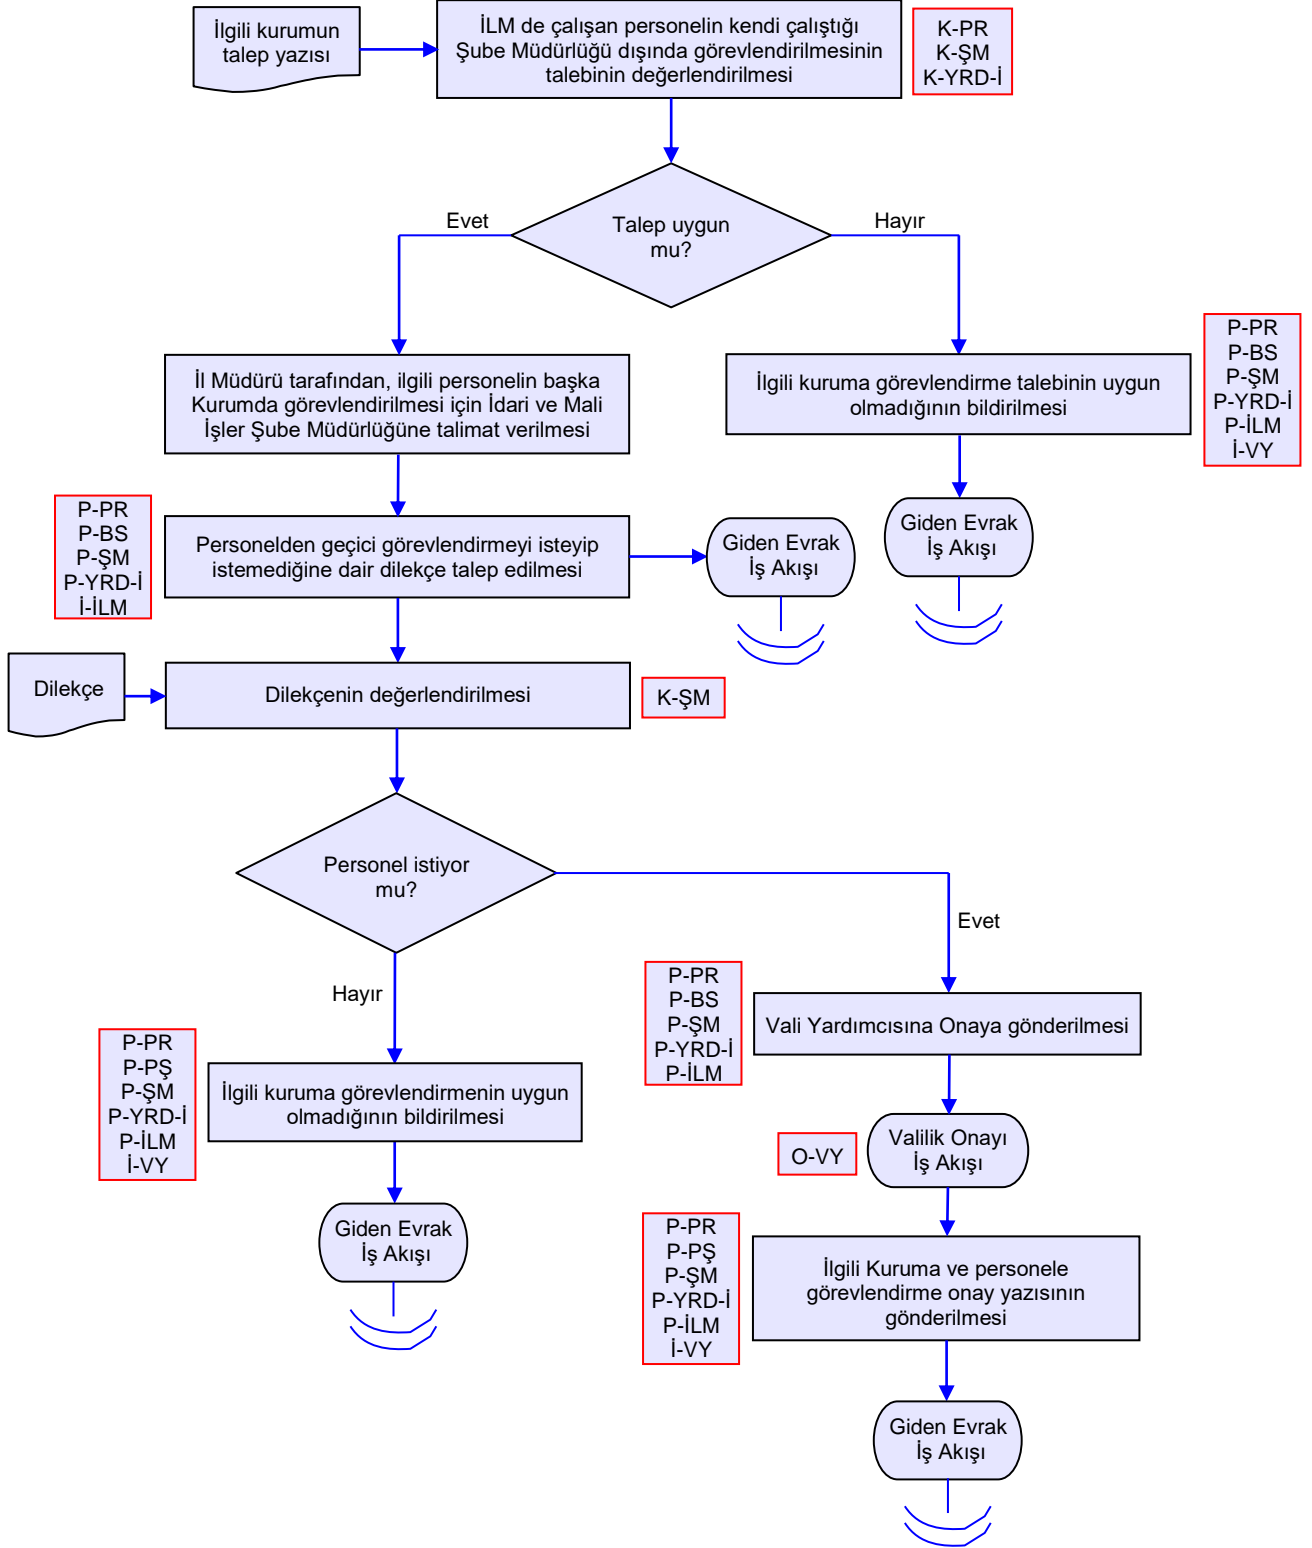 İlgili kurumun
talep yazısı
İLM de çalışan personelin kendi çalıştığı
Şube Müdürlüğü dışında görevlendirilmesinin
talebinin değerlendirilmesi
K-PR
K-ŞM
K-YRD-İ
Talep uygun
mu?
Evet
Hayır
İl Müdürü tarafından, ilgili personelin başka
Kurumda görevlendirilmesi için İdari ve Mali
İşler Şube Müdürlüğüne talimat verilmesi
İlgili kuruma görevlendirme talebinin uygun
olmadığının bildirilmesi
P-PR
P-BS
P-ŞM
P-YRD-İ
P-İLM
İ-VY
Giden Evrak
İş Akışı
P-PR
P-BS
P-ŞM
P-YRD-İ
İ-İLM
Personelden geçici görevlendirmeyi isteyip
istemediğine dair dilekçe talep edilmesi
Giden Evrak
İş Akışı
Dilekçe
Dilekçenin değerlendirilmesi
K-ŞM
Personel istiyor
mu?
Evet
Hayır
P-PR
P-BS
P-ŞM
P-YRD-İ
P-İLM
Vali Yardımcısına Onaya gönderilmesi
P-PR
P-PŞ
P-ŞM
P-YRD-İ
P-İLM
İ-VY
İlgili kuruma görevlendirmenin uygun
olmadığının bildirilmesi
O-VY
Valilik Onayı
İş Akışı
Giden Evrak
İş Akışı
P-PR
P-PŞ
P-ŞM
P-YRD-İ
P-İLM
İ-VY
İlgili Kuruma ve personele
görevlendirme onay yazısının
gönderilmesi
Giden Evrak
İş Akışı